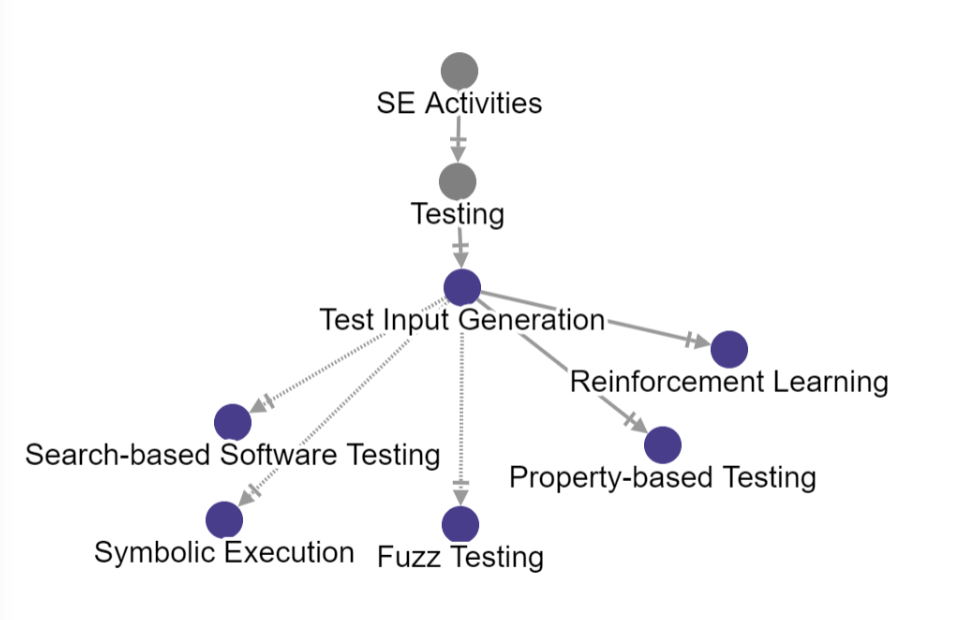 SE Activities
Testing
Test Input Generation
Reinforcement Learning
Search-based Software Testing
Property-based Testing
Symbolic Execution
Fuzz Testing